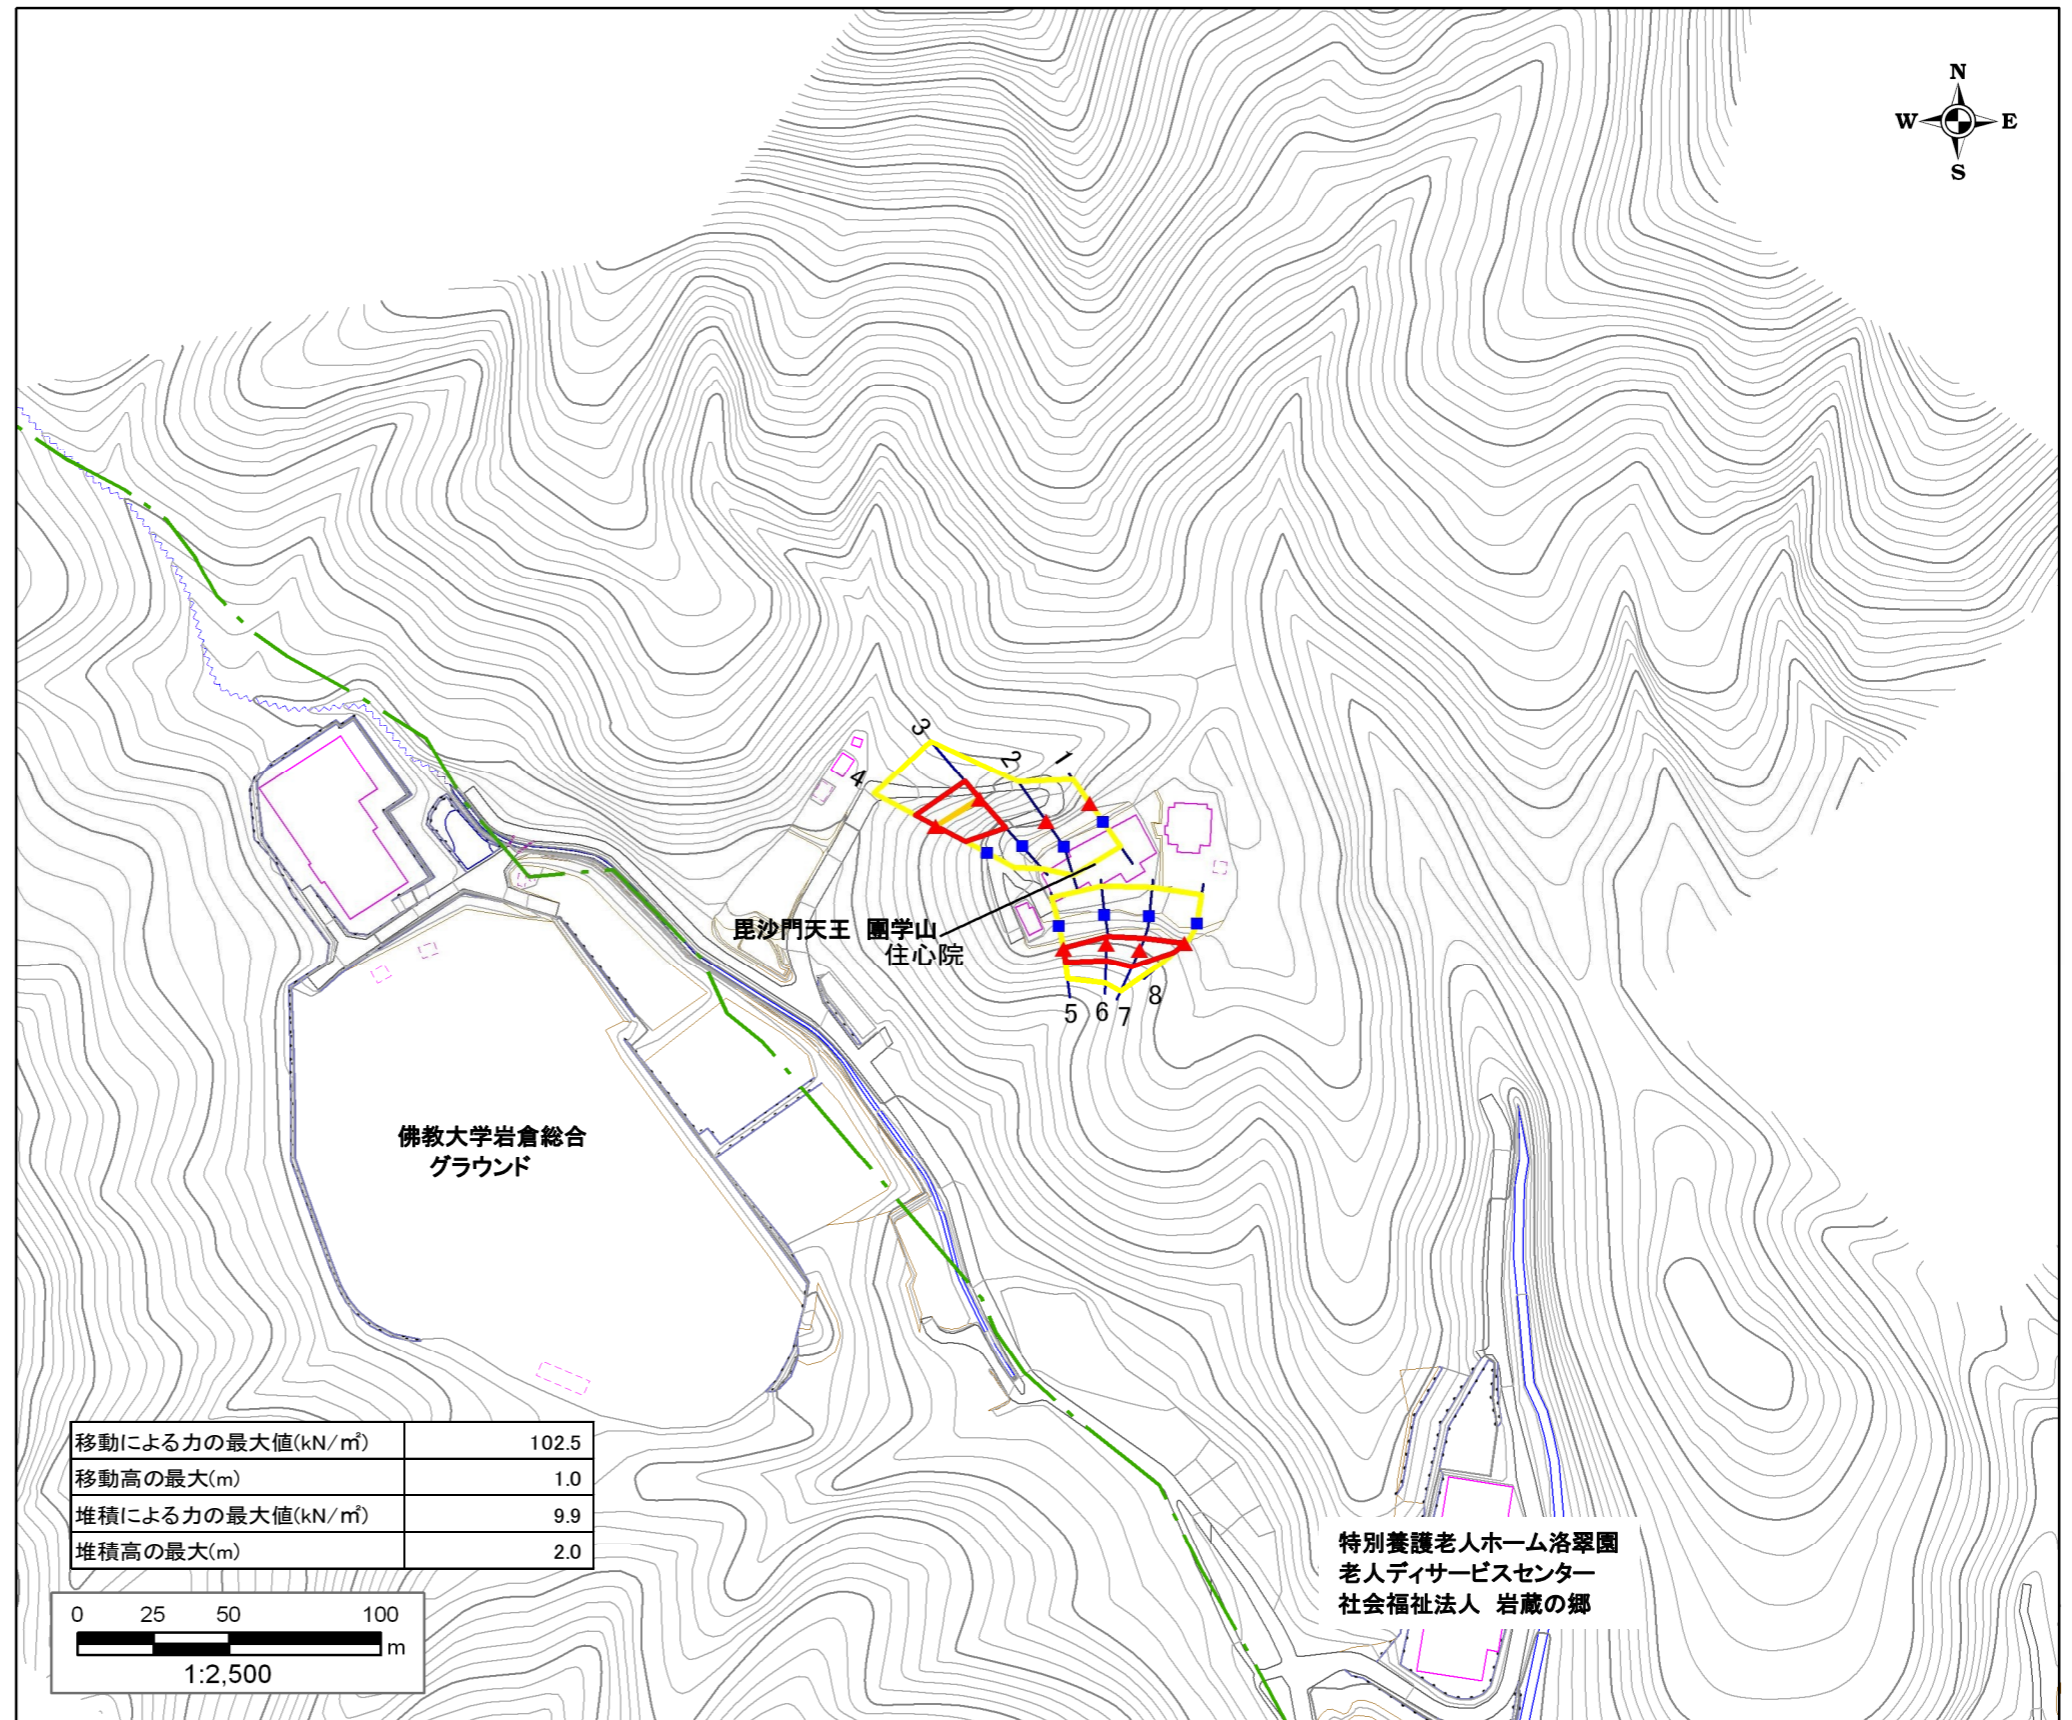 N
W E
S
3
2
1
4
毘沙門天王 團学山
住心院
8
5 6 7
佛教大学岩倉総合
グラウンド
移動による力の最大値(kN/㎡) 102.5
移動高の最大(m) 1.0
堆積による力の最大値(kN/㎡) 9.9
堆積高の最大(m) 2.0
特別養護老人ホーム洛翠園
老人ディサービスセンター
社会福祉法人 岩蔵の郷
0 25 50 100
m
1:2,500